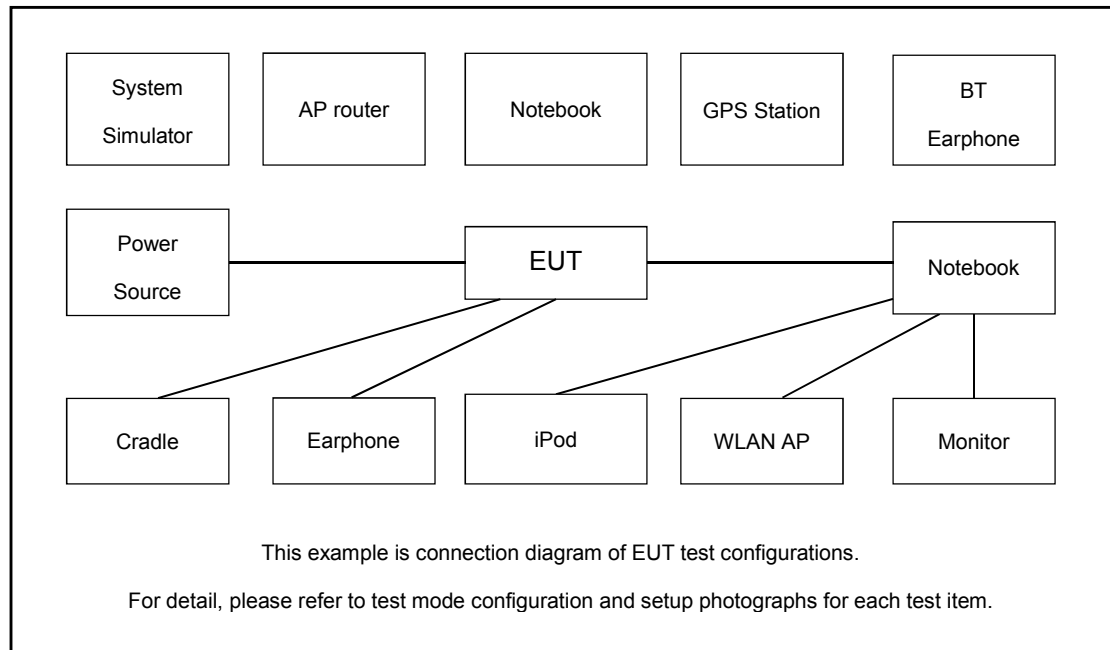 System
Simulator
AP router
Notebook
GPS Station
BT
Earphone
Power
Source
EUT
Notebook
Cradle
Earphone
iPod
WLAN AP
Monitor
This example is connection diagram of EUT test configurations.
For detail, please refer to test mode configuration and setup photographs for each test item.